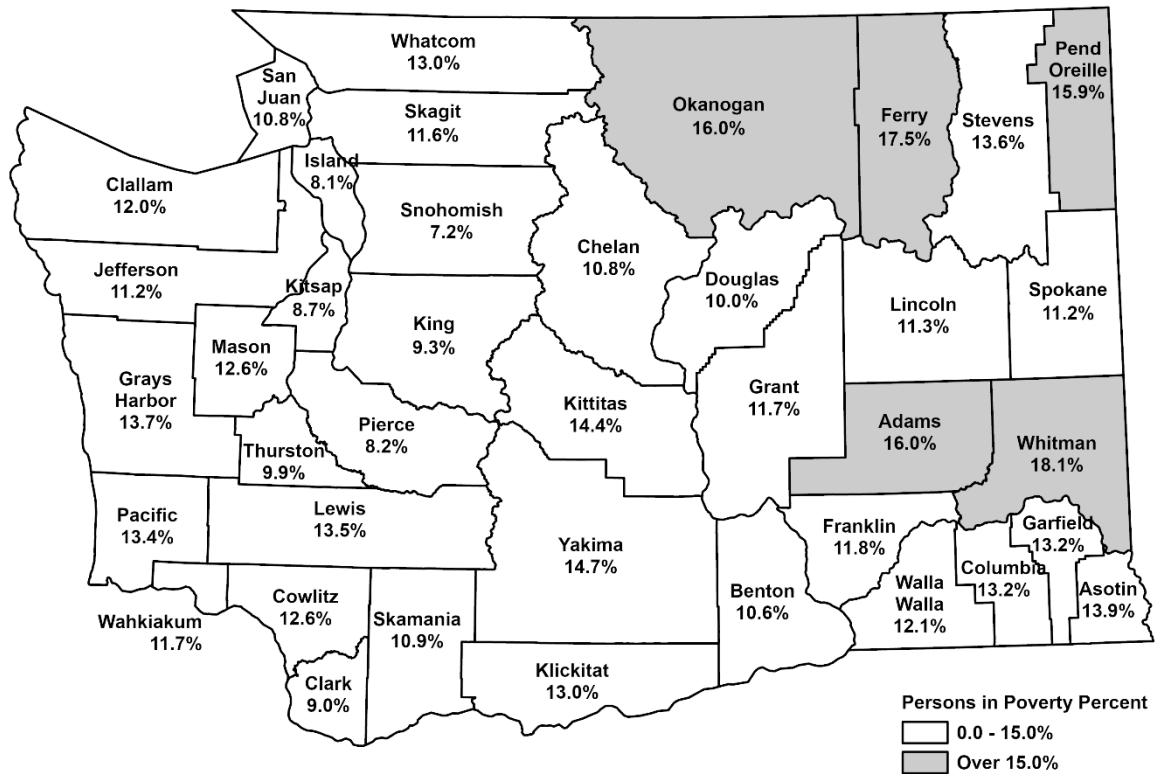 Whatcom
13.0%
San
Juan
10.8%
Skagit
11.6%
Okanogan
16.0%
Ferry
17.5%
Stevens
13.6%
Pend
Oreille
15.9%
Island
8.1%
Clallam
12.0%
Snohomish
7.2%
Chelan
10.8%
Jefferson
11.2%
Kitsap
8.7%
Douglas
10.0%
Lincoln
11.3%
Spokane
11.2%
King
9.3%
Mason
12.6%
Grays
Harbor
13.7%
Kittitas
14.4%
Grant
11.7%
Pierce
8.2%
Adams
16.0%
Whitman
18.1%
Thurston
9.9%
Lewis
13.5%
Pacific
13.4%
Yakima
14.7%
Franklin
11.8%
Garfield
13.2%
Columbia
13.2%
Benton
10.6%
Walla
Walla
12.1%
Asotin
13.9%
Wahkiakum
11.7%
Cowlitz
12.6%
Skamania
10.9%
Klickitat
13.0%
Clark
9.0%
Persons in Poverty Percent
0.0 - 15.0%
Over 15.0%